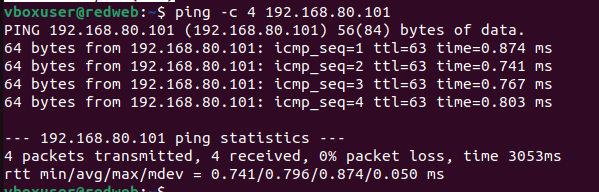 vboxuser@redweb:~$ ping -c 4 192.168.80.101
PING 192.168.80.101 (192.168.80.101) 56(84) bytes of data.
64 bytes from 192.168.80.101: icmp_seq=1 ttl=63 time=0.874 ms
64 bytes from 192.168.80.101: icmp_seq=2 ttl=63 time=0.741 ms
64 bytes from 192.168.80.101: icmp_seq=3 ttl=63 time=0.767 ms
64 bytes from 192.168.80.101: icmp_seq=4 ttl=63 time=0.803 ms

--- 192.168.80.101 ping statistics ---
4 packets transmitted, 4 received, 0% packet loss, time 3053ms
rtt min/avg/max/mdev = 0.741/0.796/0.874/0.050 ms
vboxuser@redweb:~$